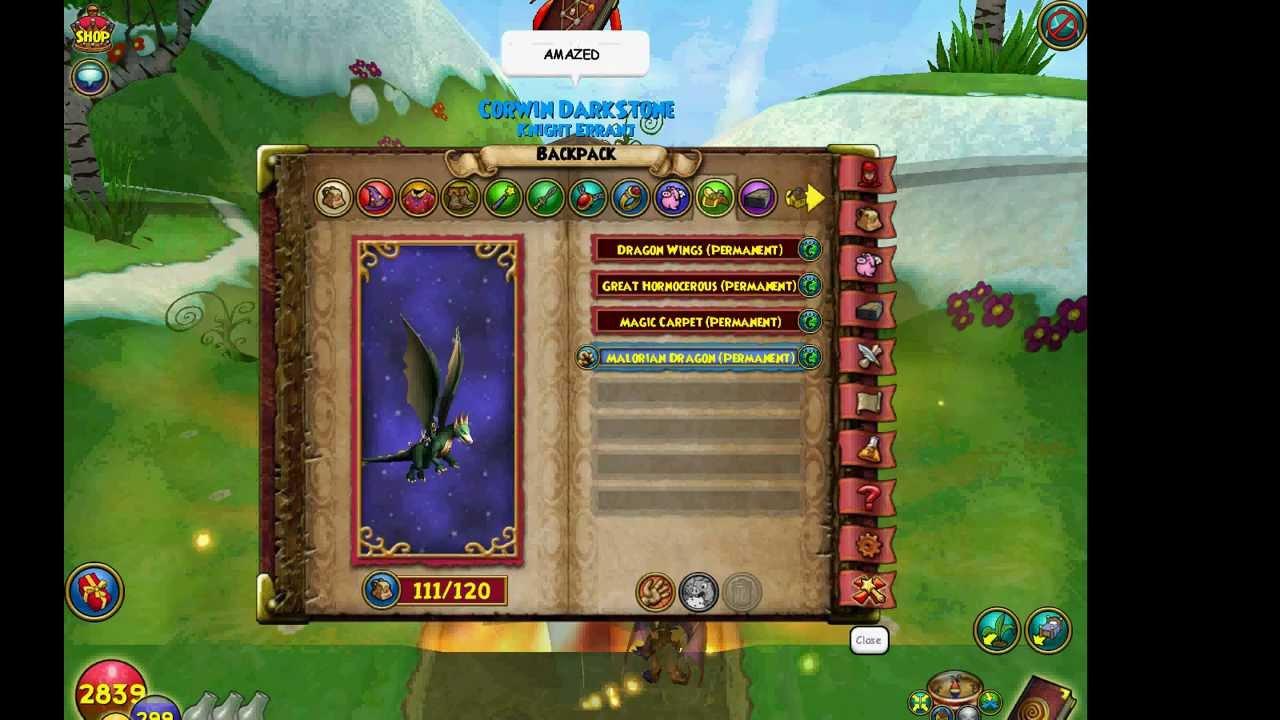 SHOP
AMAZED
CORWIN DARKSTONE
KNIGHT ERRANT
BACKPACK
DRAGON WINGS (PERMANENT)
GREAT HORNOCEROUS (PERMANENT)
MAGIC CARPET (PERMANENT)
MALORIAN DRAGON (PERMANENT)
111/120
?
Close
2839
299